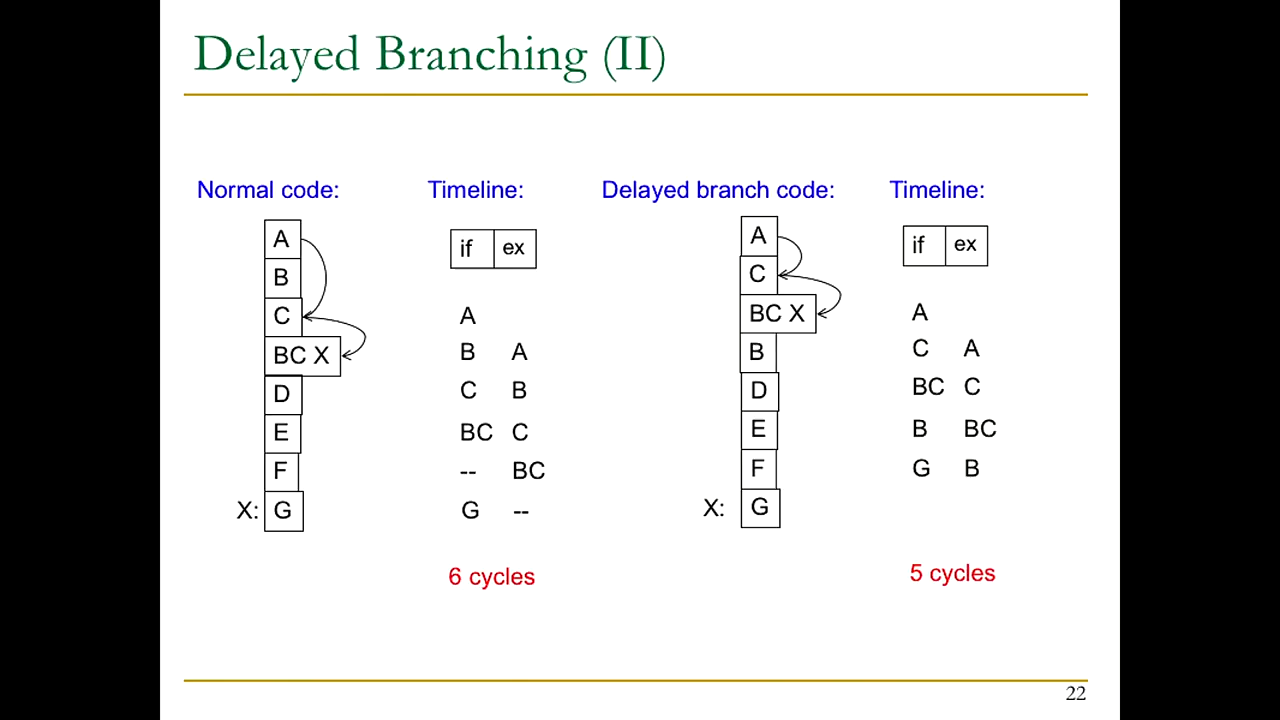 Delayed Branching (II)
Normal code: Timeline: Delayed branch code: Timeline:
A
B
C
BC X
D
E
F
X: G
if ex
A
B A
C B
BC C
-- BC
G --
6 cycles
A
C
BC X
B
D
E
F
X: G
if ex
A
C A
BC C
B BC
G B
5 cycles
22